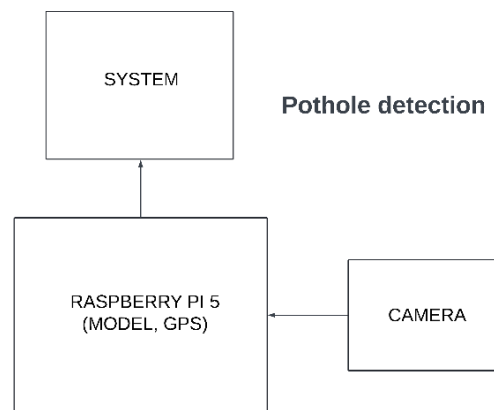 SYSTEM
Pothole detection
RASPBERRY PI 5
(MODEL, GPS)
CAMERA